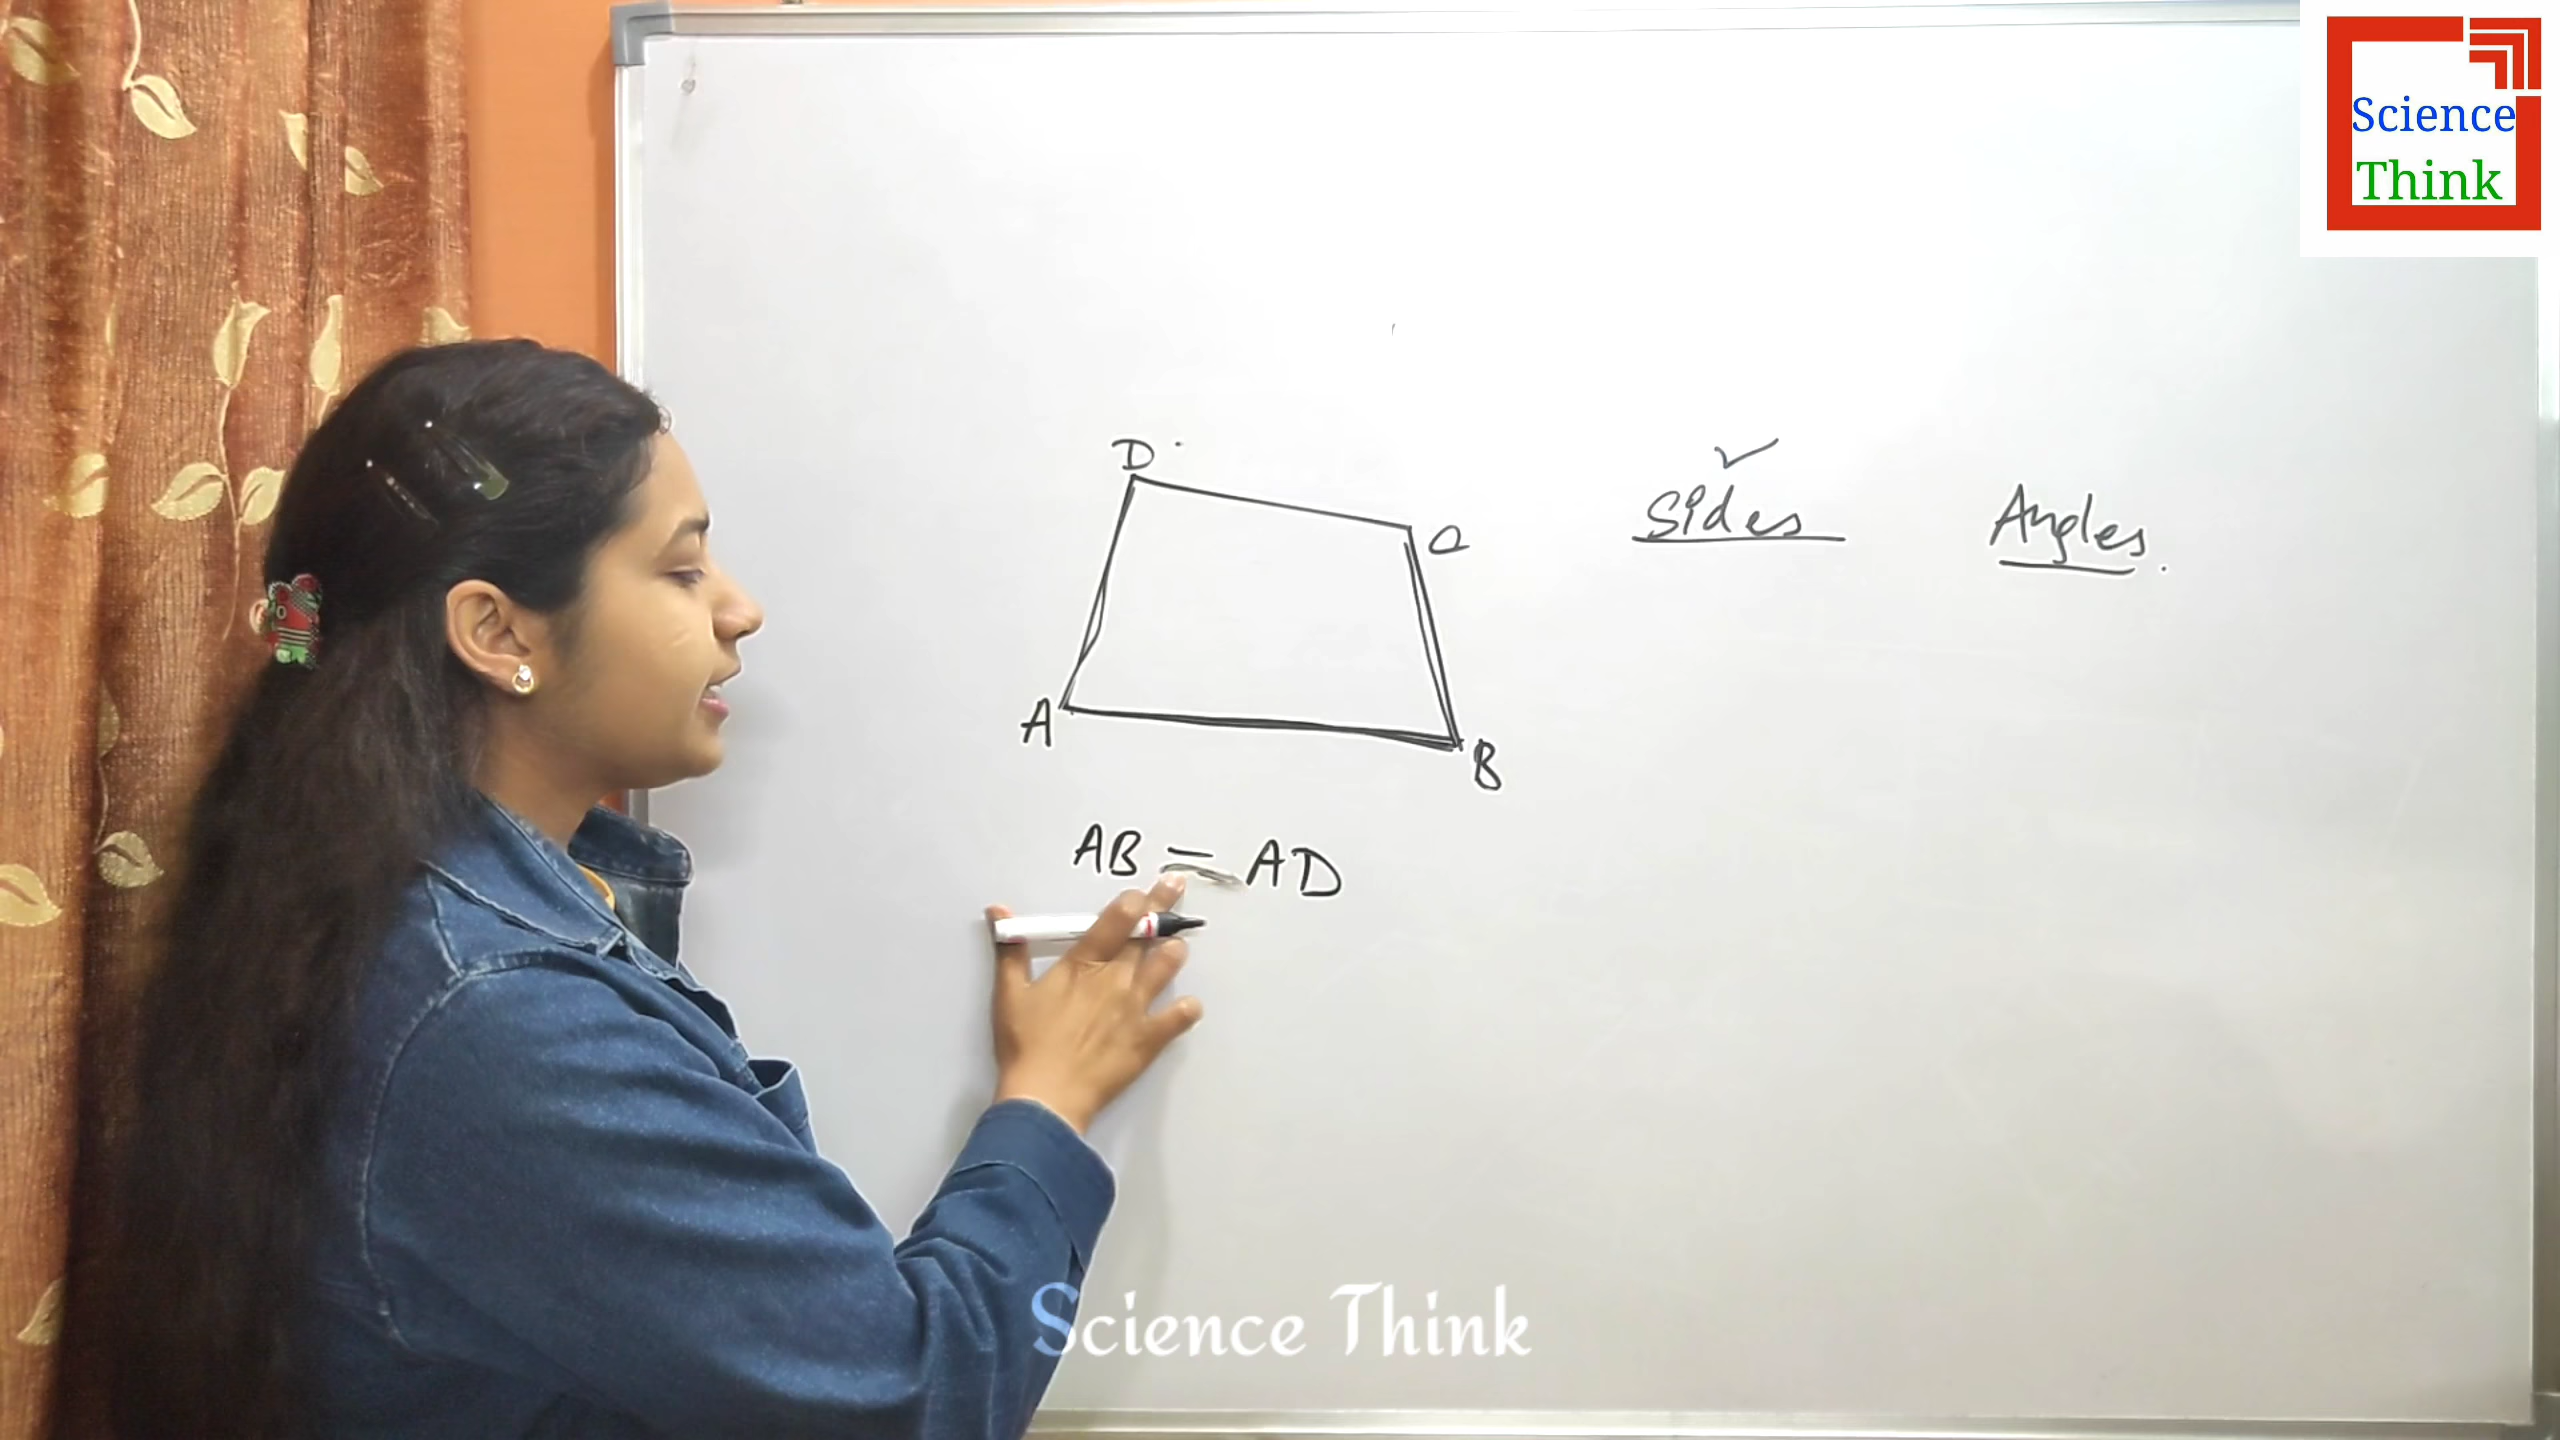 Science
Think
D
C
Sides
Angles.
A
B
AB = AD
Science Think